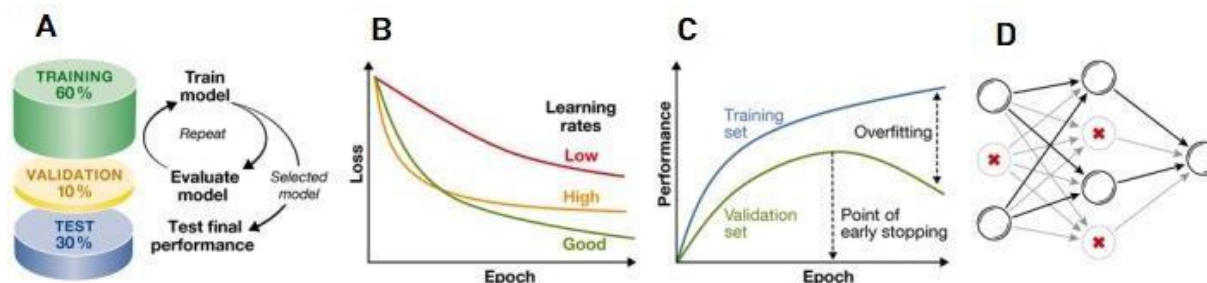 A
TRAINING
60%
VALIDATION
10%
TEST
30%
Train
model
Repeat
Evaluate
model
Selected
model
Test final
performance
B
Loss
Learning
rates
Low
High
Good
Epoch
C
Performance
Training
set
Overfitting
Validation
set
Point of
early stopping
Epoch
D